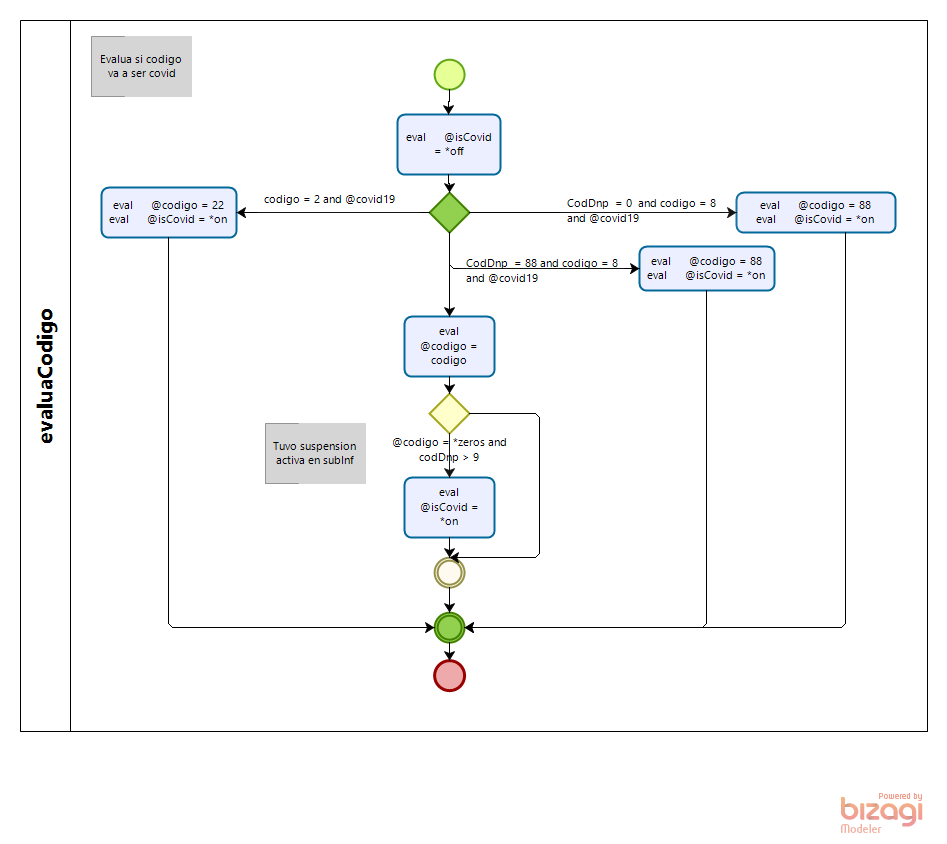 evaluaCodigo
Evalua si codigo
va a ser covid
eval @isCovid
= *off
codigo = 2 and @covid19
eval @codigo = 22
eval @isCovid = *on
CodDnp = 0 and codigo = 8
and @covid19
eval @codigo = 88
eval @isCovid = *on
CodDnp = 88 and codigo = 8
and @covid19
eval @codigo = 88
eval @isCovid = *on
eval
@codigo =
codigo
Tuvo suspension
activa en subInf
@codigo = *zeros and
codDnp > 9
eval
@isCovid =
*on
Powered by
bizagi
Modeler